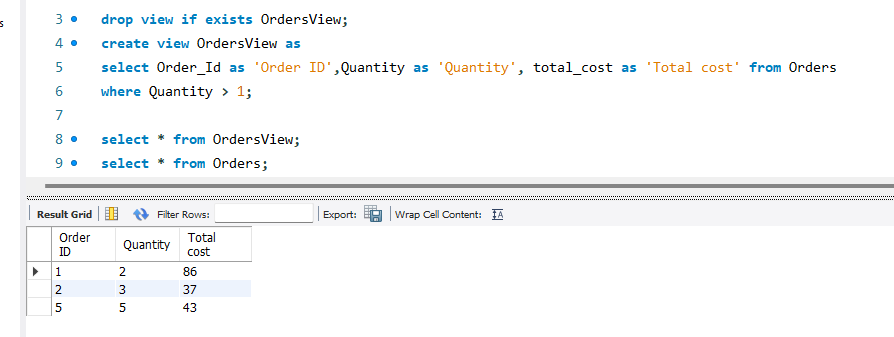 s
3 drop view if exists OrdersView;
4 create view OrdersView as
5 select Order_Id as 'Order ID',Quantity as 'Quantity', total_cost as 'Total cost' from Orders
6 where Quantity > 1;
7
8 select * from OrdersView;
9 select * from Orders;
Result Grid Filter Rows: Export: Wrap Cell Content: IA
Order ID Quantity Total cost
1 2 86
2 3 37
5 5 43